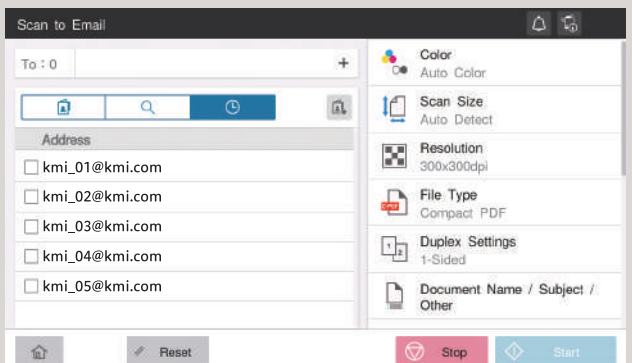 Scan to Email
To : 0
+
Address
kmi_01@kmi.com
kmi_02@kmi.com
kmi_03@kmi.com
kmi_04@kmi.com
kmi_05@kmi.com
Color
Auto Color
Scan Size
Auto Detect
Resolution
300x300dpi
File Type
Compact PDF
Duplex Settings
1-Sided
Document Name / Subject /
Other
Reset
Stop
Start